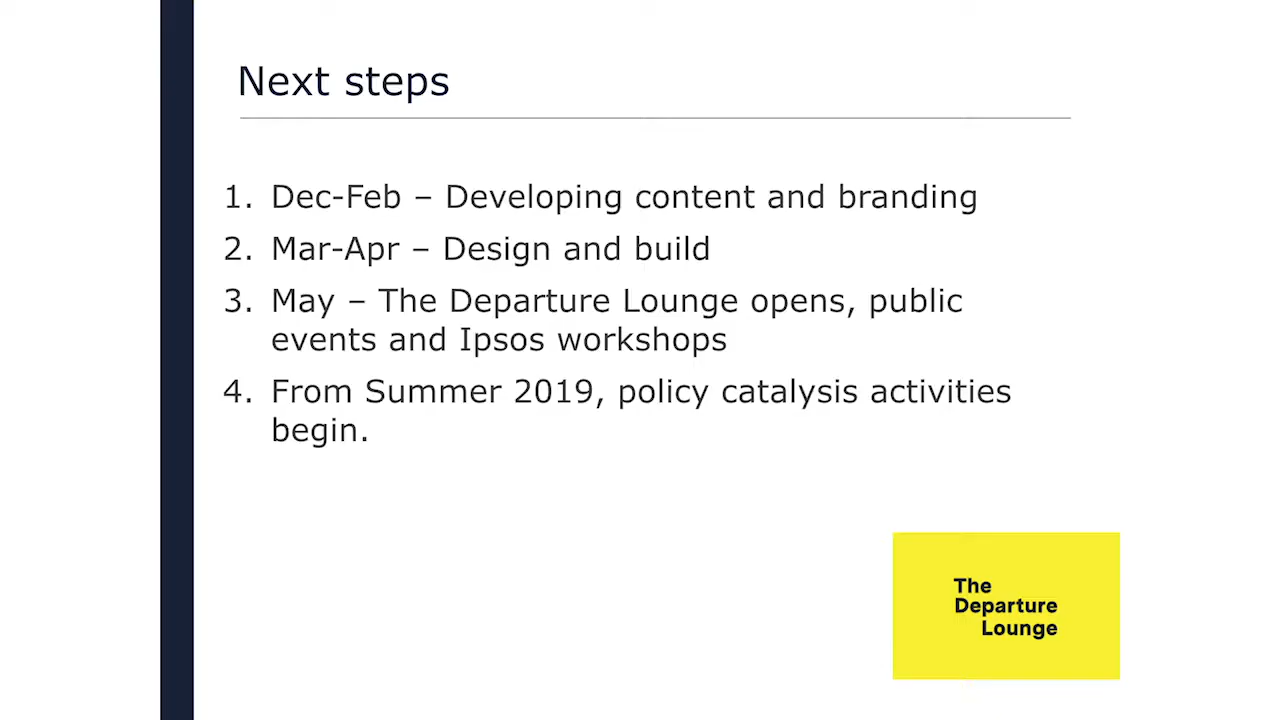 Next steps
1. Dec-Feb – Developing content and branding
2. Mar-Apr – Design and build
3. May – The Departure Lounge opens, public
events and Ipsos workshops
4. From Summer 2019, policy catalysis activities
begin.
The
Departure
Lounge